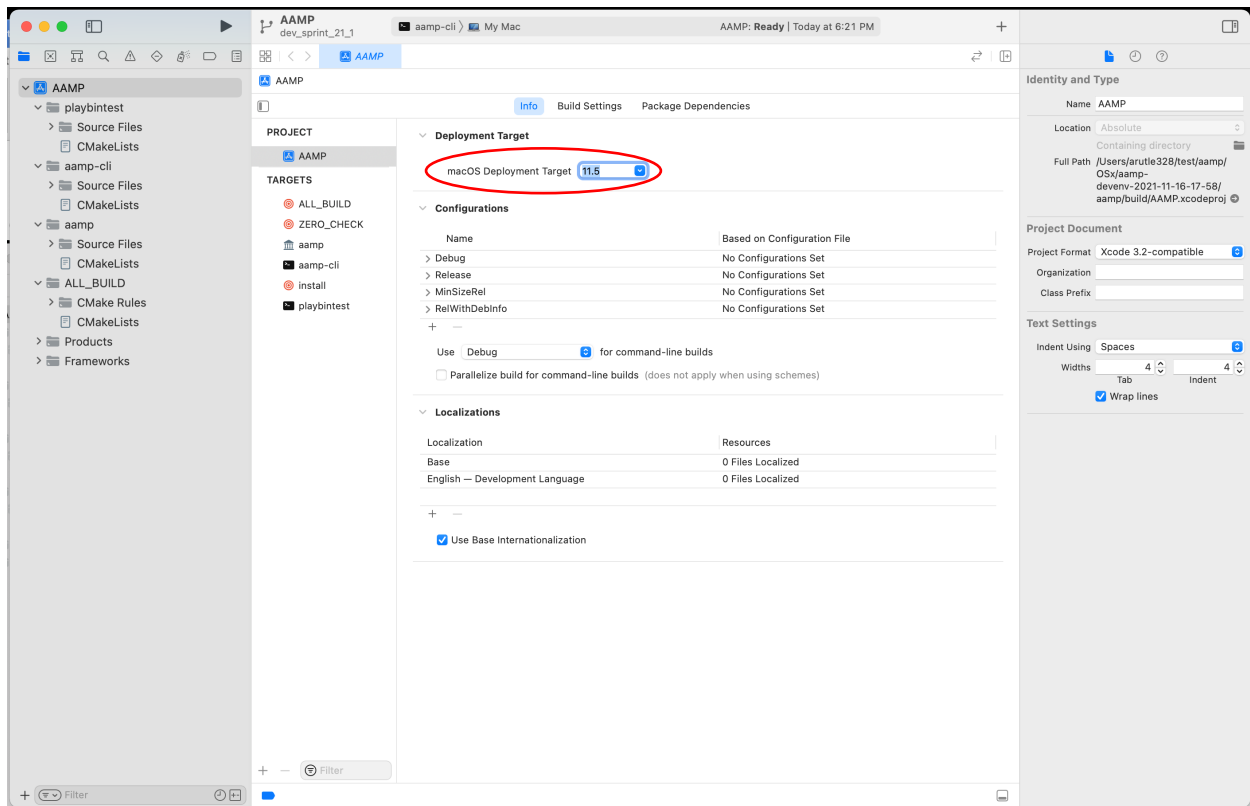 AAMP
dev_sprint_21_1
aamp-cli 〉 My Mac
AAMP: Ready | Today at 6:21 PM
AAMP
AAMP
playbintest
Source Files
CMakeLists
aamp-cli
Source Files
CMakeLists
aamp
Source Files
CMakeLists
ALL_BUILD
CMake Rules
CMakeLists
Products
Frameworks
Filter
AAMP
Info Build Settings Package Dependencies
PROJECT
AAMP
TARGETS
ALL_BUILD
ZERO_CHECK
aamp
aamp-cli
install
playbintest
Filter
Deployment Target
macOS Deployment Target 11.5
Configurations
Name Based on Configuration File
Debug No Configurations Set
Release No Configurations Set
MinSizeRel No Configurations Set
RelWithDebInfo No Configurations Set
Use Debug for command-line builds
Parallelize build for command-line builds (does not apply when using schemes)
Localizations
Localization Resources
Base 0 Files Localized
English — Development Language 0 Files Localized
Use Base Internationalization
Identity and Type
Name AAMP
Location Absolute
Containing directory
Full Path /Users/arutle328/test/aamp/
OSx/aamp-
devenv-2021-11-16-17-58/
aamp/build/AAMP.xcodeproj
Project Document
Project Format Xcode 3.2-compatible
Organization
Class Prefix
Text Settings
Indent Using Spaces
Widths 4 4
Tab Indent
Wrap lines